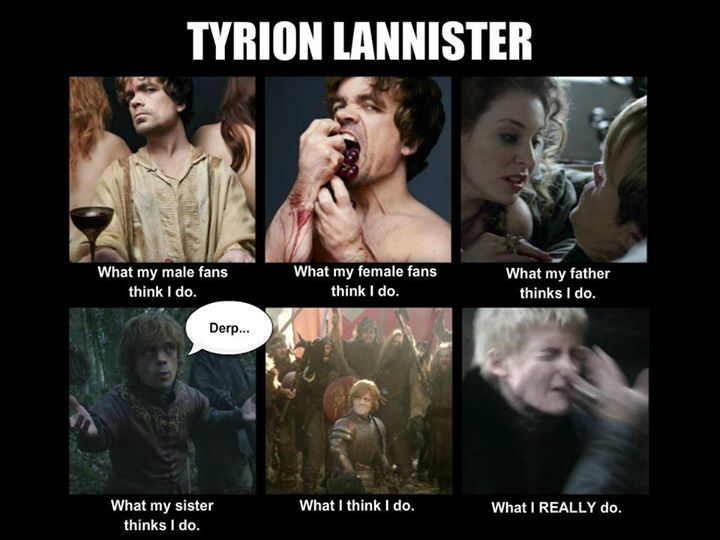 TYRION LANNISTER
What my male fans
think I do.
What my female fans
think I do.
What my father
thinks I do.
Derp...
What my sister
thinks I do.
What I think I do.
What I REALLY do.